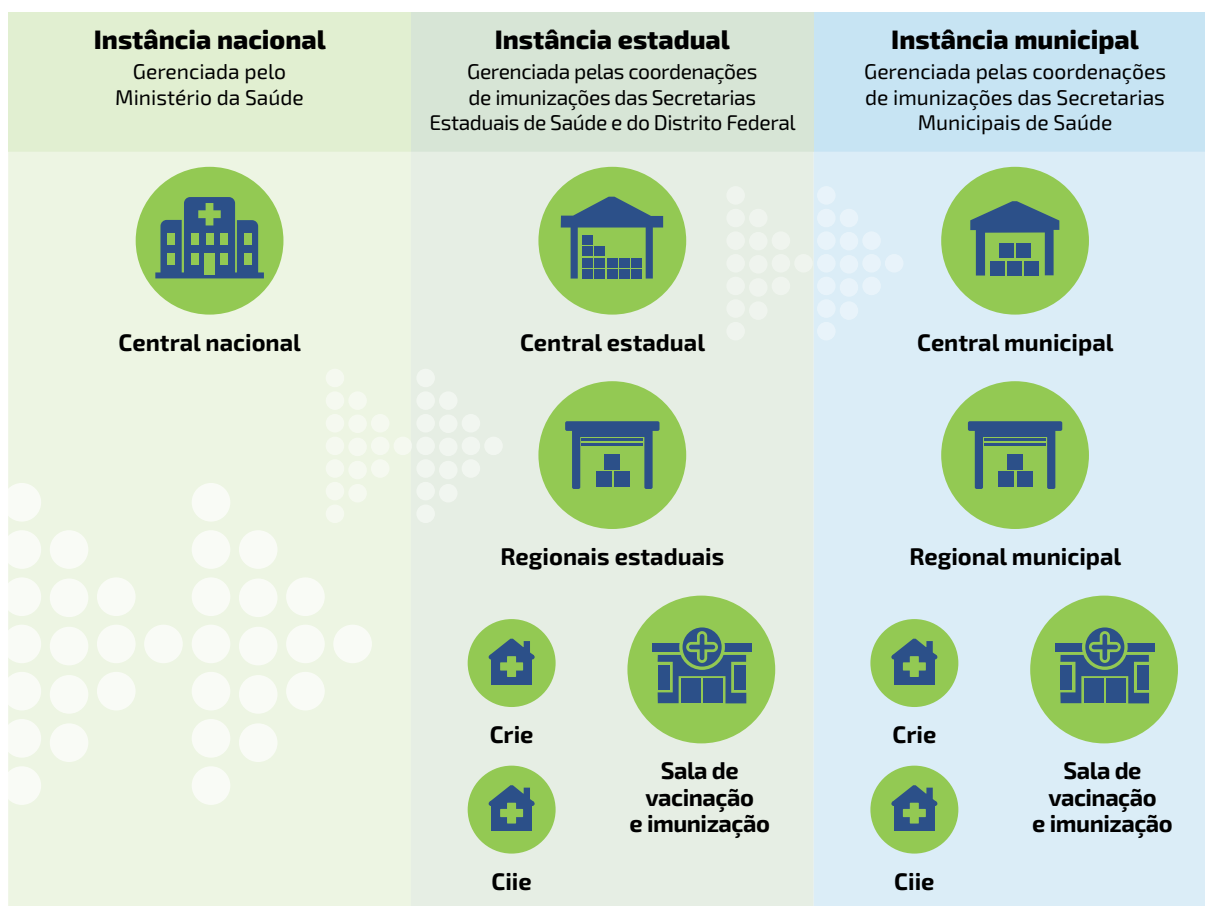 Instância nacional
Gerenciada pelo
Ministério da Saúde
Central nacional
Instância estadual
Gerenciada pelas coordenações
de imunizações das Secretarias
Estaduais de Saúde e do Distrito Federal
Central estadual
Regionais estaduais
Crie
Ciie
Sala de
vacinação
e imunização
Instância municipal
Gerenciada pelas coordenações
de imunizações das Secretarias
Municipais de Saúde
Central municipal
Regional municipal
Crie
Ciie
Sala de
vacinação
e imunização